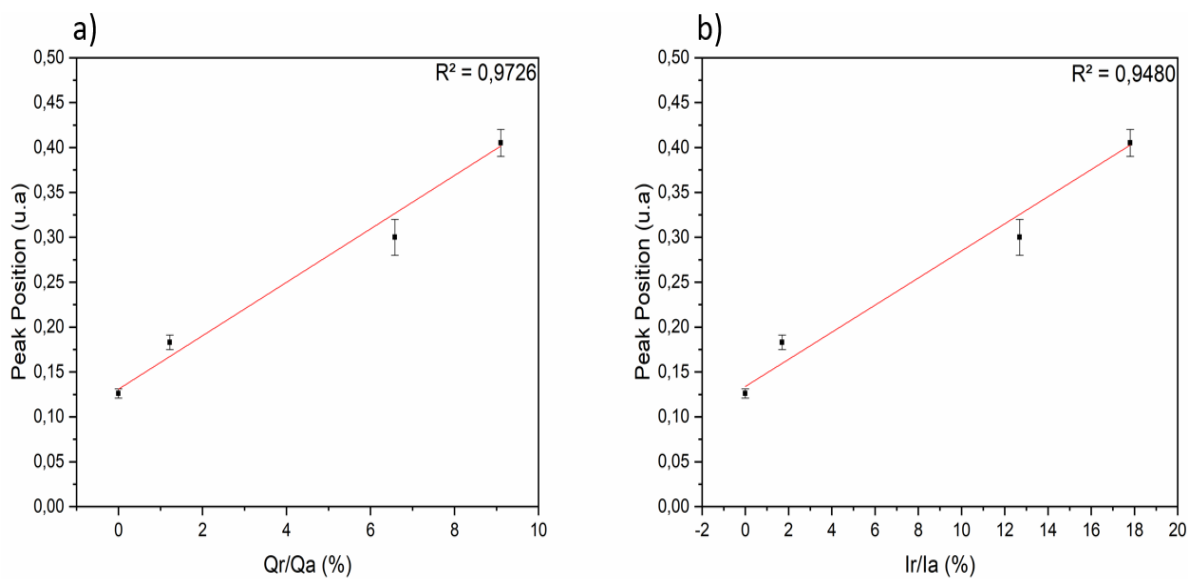 a)
R² = 0,9726
0,50
0,45
0,40
0,35
0,30
0,25
0,20
0,15
0,10
0,05
0,00
Peak Position (u.a)
0 2 4 6 8 10
Qr/Qa (%)
b)
R² = 0,9480
0,50
0,45
0,40
0,35
0,30
0,25
0,20
0,15
0,10
0,05
0,00
Peak Position (u.a)
-2 0 2 4 6 8 10 12 14 16 18 20
Ir/Ia (%)